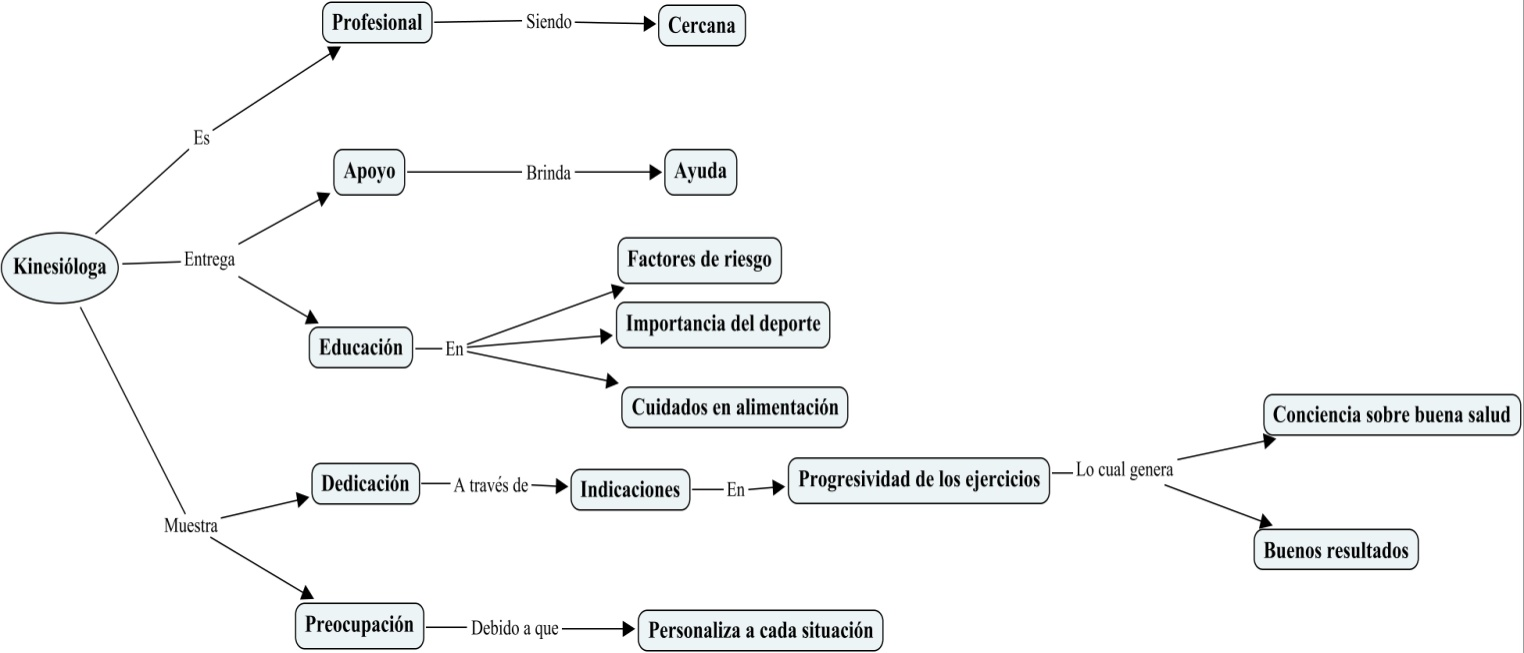 Profesional
Siendo
Cercana
Es
Apoyo
Brinda
Ayuda
Kinesióloga
Entrega
Factores de riesgo
Importancia del deporte
Educación
En
Cuidados en alimentación
Conciencia sobre buena salud
Dedicación
A través de
Indicaciones
En
Progresividad de los ejercicios
Lo cual genera
Muestra
Buenos resultados
Preocupación
Debido a que
Personaliza a cada situación